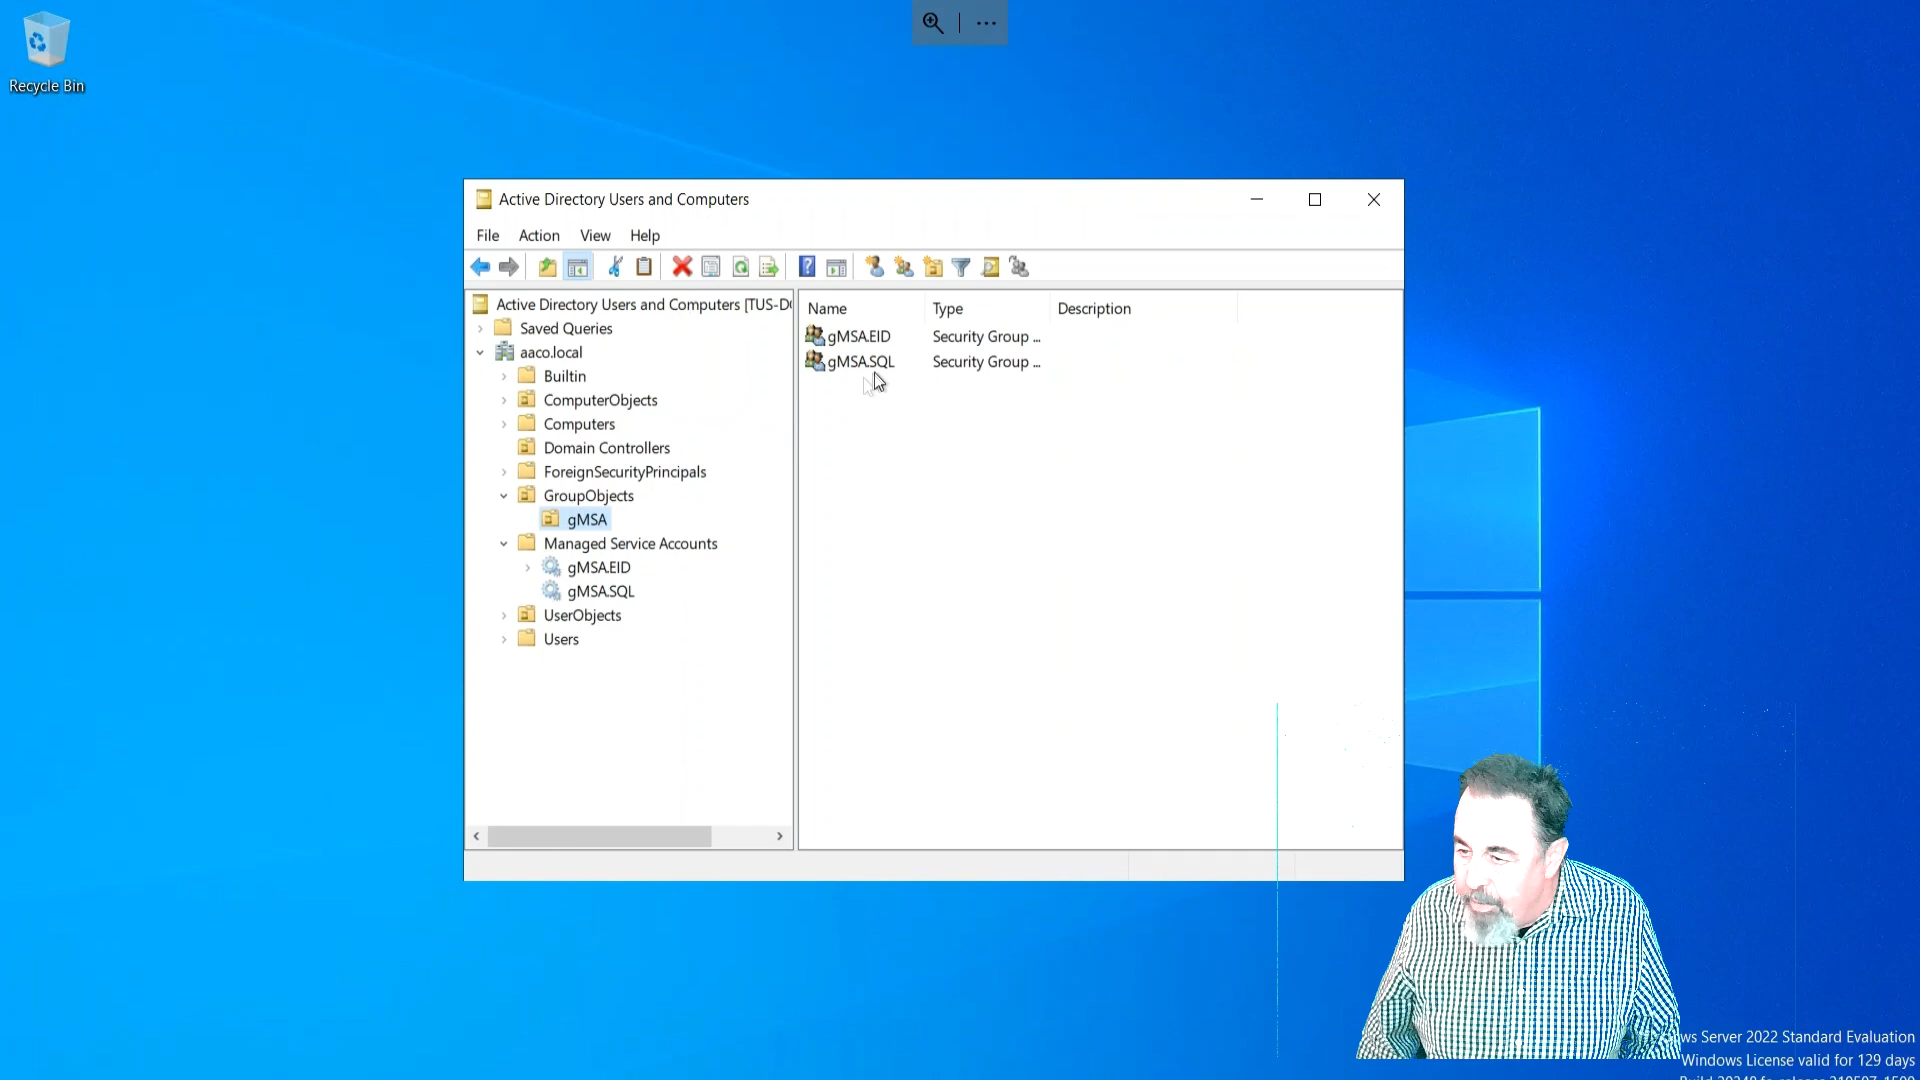 Recycle Bin
Active Directory Users and Computers
File Action View Help
Active Directory Users and Computers [TUS-D
Saved Queries
aaco.local
Builtin
ComputerObjects
Computers
Domain Controllers
ForeignSecurityPrincipals
GroupObjects
gMSA
Managed Service Accounts
gMSA.EID
gMSA.SQL
UserObjects
Users
Name Type Description
gMSA.EID Security Group ...
gMSA.SQL Security Group ...
ws Server 2022 Standard Evaluation
Windows License valid for 129 days